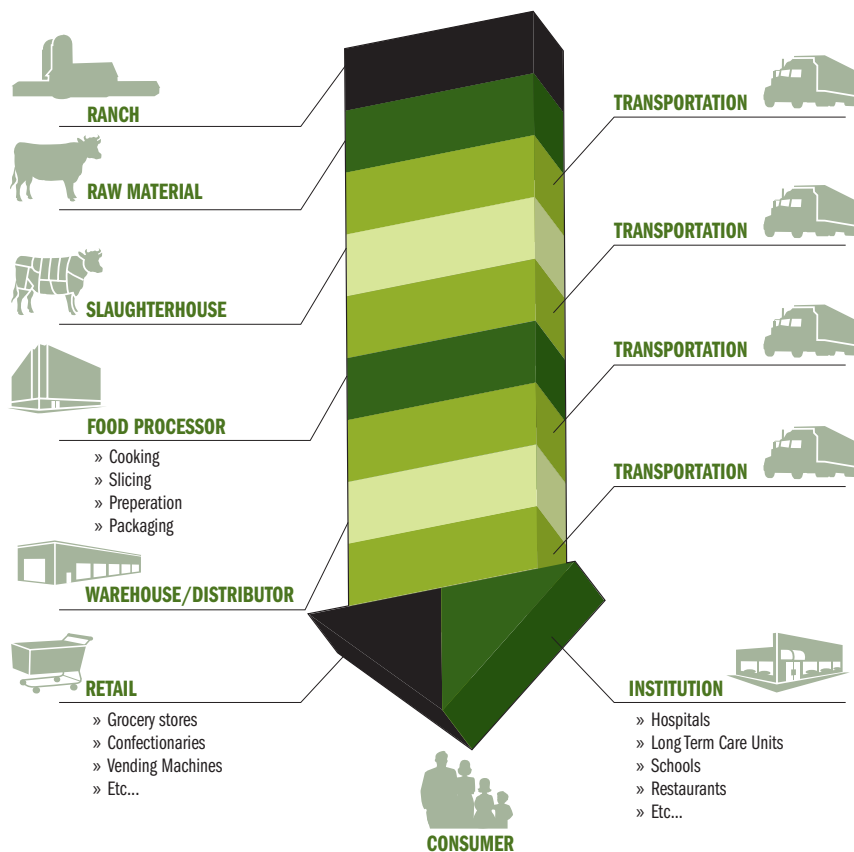 RANCH
TRANSPORTATION
RAW MATERIAL
TRANSPORTATION
SLAUGHTERHOUSE
TRANSPORTATION
FOOD PROCESSOR
» Cooking
» Slicing
» Preperation
» Packaging
TRANSPORTATION
WAREHOUSE/DISTRIBUTOR
RETAIL
» Grocery stores
» Confectionaries
» Vending Machines
» Etc...
INSTITUTION
» Hospitals
» Long Term Care Units
» Schools
» Restaurants
» Etc...
CONSUMER